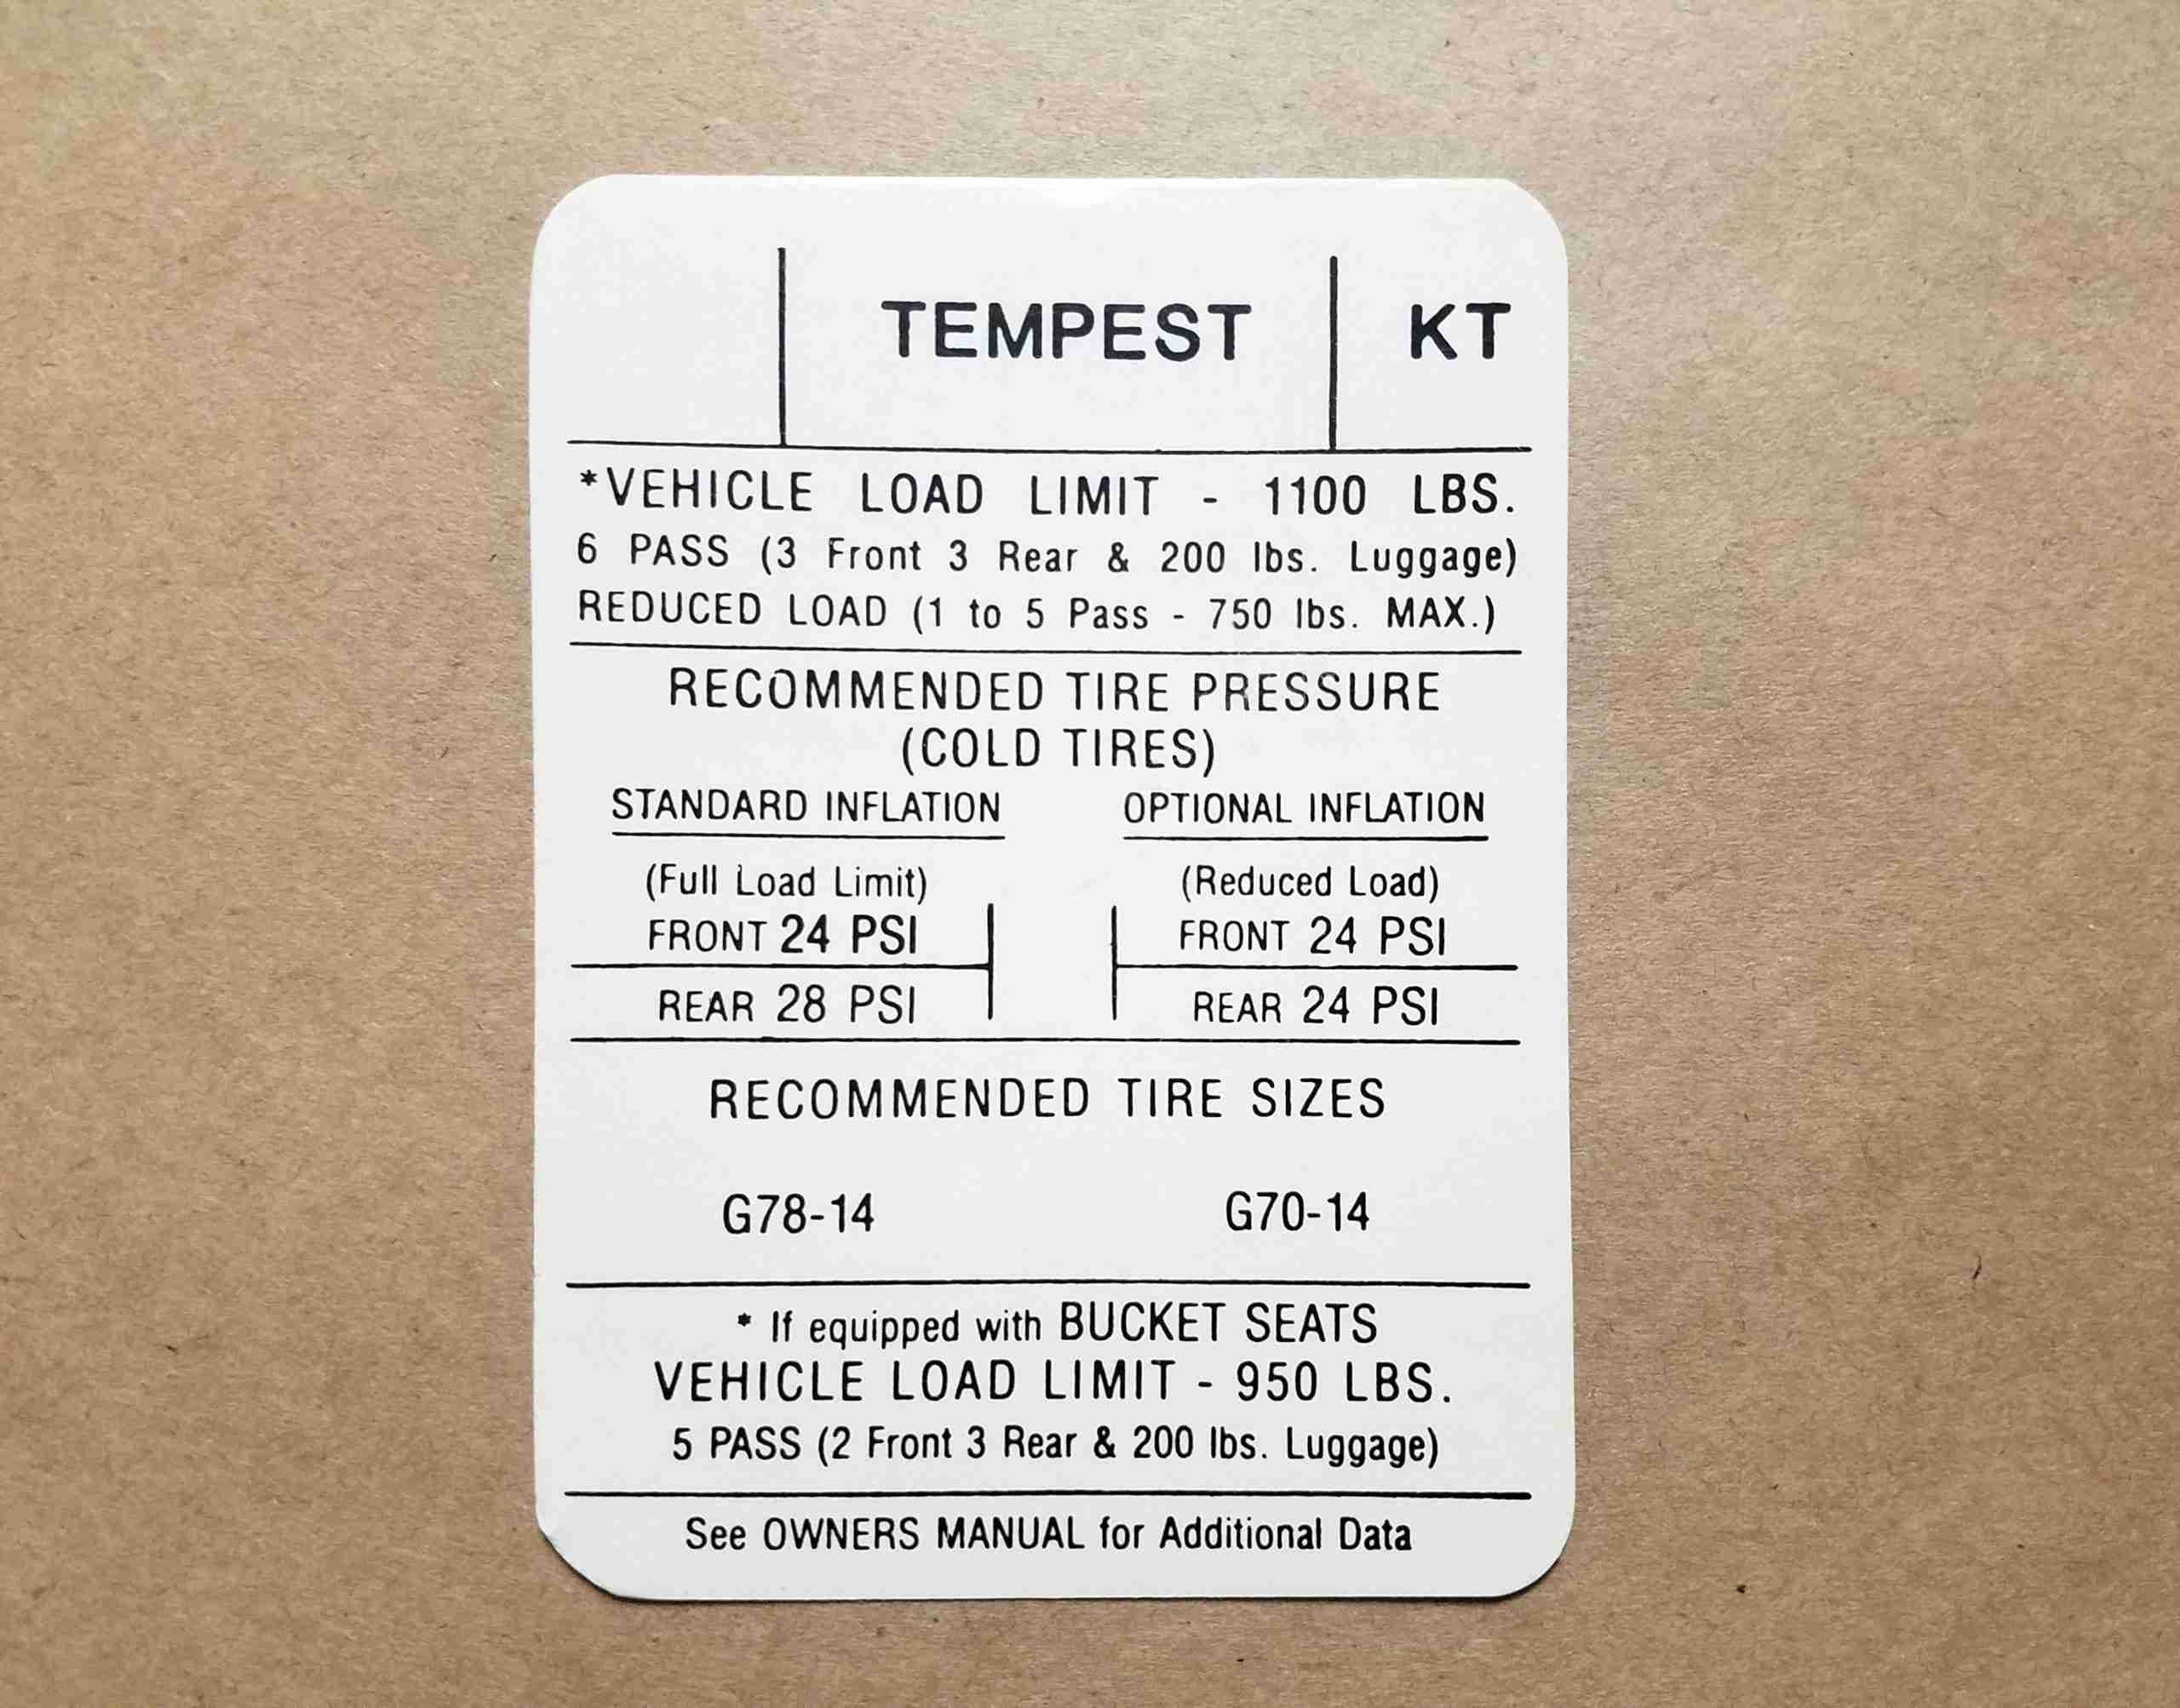 TEMPEST KT
*VEHICLE LOAD LIMIT - 1100 LBS.
6 PASS (3 Front 3 Rear & 200 lbs. Luggage)
REDUCED LOAD (1 to 5 Pass - 750 lbs. MAX.)
RECOMMENDED TIRE PRESSURE
(COLD TIRES)
STANDARD INFLATION OPTIONAL INFLATION
(Full Load Limit) (Reduced Load)
FRONT 24 PSI FRONT 24 PSI
REAR 28 PSI REAR 24 PSI
RECOMMENDED TIRE SIZES
G78-14 G70-14
* If equipped with BUCKET SEATS
VEHICLE LOAD LIMIT - 950 LBS.
5 PASS (2 Front 3 Rear & 200 lbs. Luggage)
See OWNERS MANUAL for Additional Data